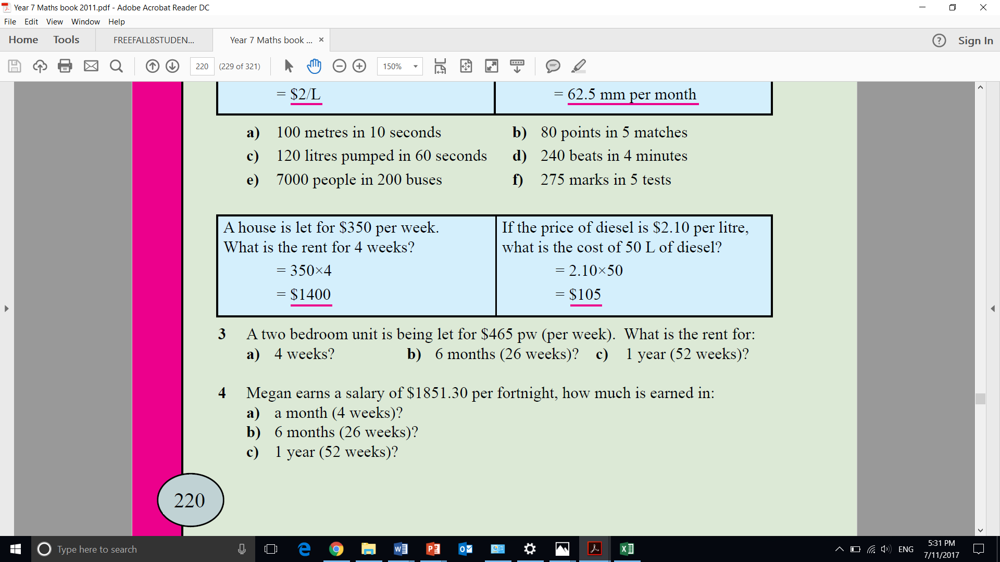 Year 7 Maths book 2011.pdf - Adobe Acrobat Reader DC
File Edit View Window Help
Home Tools FREEFALL8STUDEN... Year 7 Maths book ... × Sign In
220 (229 of 321) 150%
= $2/L
= 62.5 mm per month
a) 100 metres in 10 seconds b) 80 points in 5 matches
c) 120 litres pumped in 60 seconds d) 240 beats in 4 minutes
e) 7000 people in 200 buses f) 275 marks in 5 tests
A house is let for $350 per week.
What is the rent for 4 weeks?
= 350×4
= $1400
If the price of diesel is $2.10 per litre,
what is the cost of 50 L of diesel?
= 2.10×50
= $105
3 A two bedroom unit is being let for $465 pw (per week). What is the rent for:
a) 4 weeks? b) 6 months (26 weeks)? c) 1 year (52 weeks)?
4 Megan earns a salary of $1851.30 per fortnight, how much is earned in:
a) a month (4 weeks)?
b) 6 months (26 weeks)?
c) 1 year (52 weeks)?
220
Type here to search ENG 5:31 PM
7/11/2017